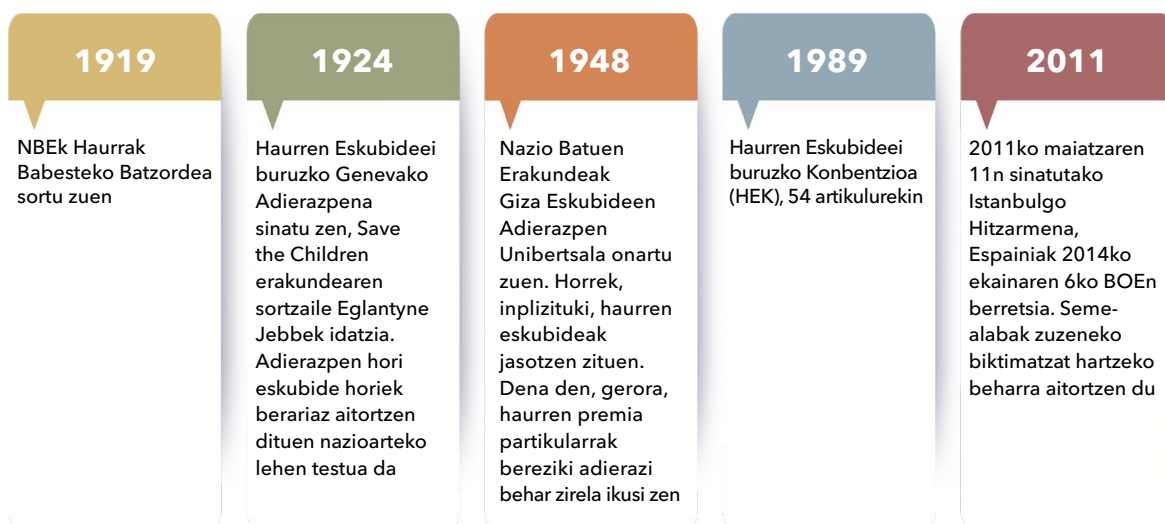 1919
NBEk Haurrak
Babesteko Batzordea
sortu zuen
1924
Haurren Eskubideei
buruzko Genevako
Adierazpena
sinatu zen, Save
the Children
erakundearen
sortzaile Eglantyne
Jebbek idatzia.
Adierazpen hori
eskubide horiek
berariaz aitortzen
dituen nazioarteko
lehen testua da
1948
Nazio Batuen
Erakundeak
Giza Eskubideen
Adierazpen
Unibertsala onartu
zuen. Horrek,
inplizituki, haurren
eskubideak
jasotzen zituen.
Dena den, gerora,
haurren premia
partikularrak
bereziki adierazi
behar zirela ikusi zen
1989
Haurren Eskubideei
buruzko Konbentzioa
(HEK), 54 artikulurekin
2011
2011ko maiatzaren
11n sinatutako
Istanbulgo
Hitzarmena,
Espainiak 2014ko
ekainaren 6ko BOEn
berretsia. Seme-
alabak zuzeneko
biktimatzat hartzeko
beharra aitortzen du